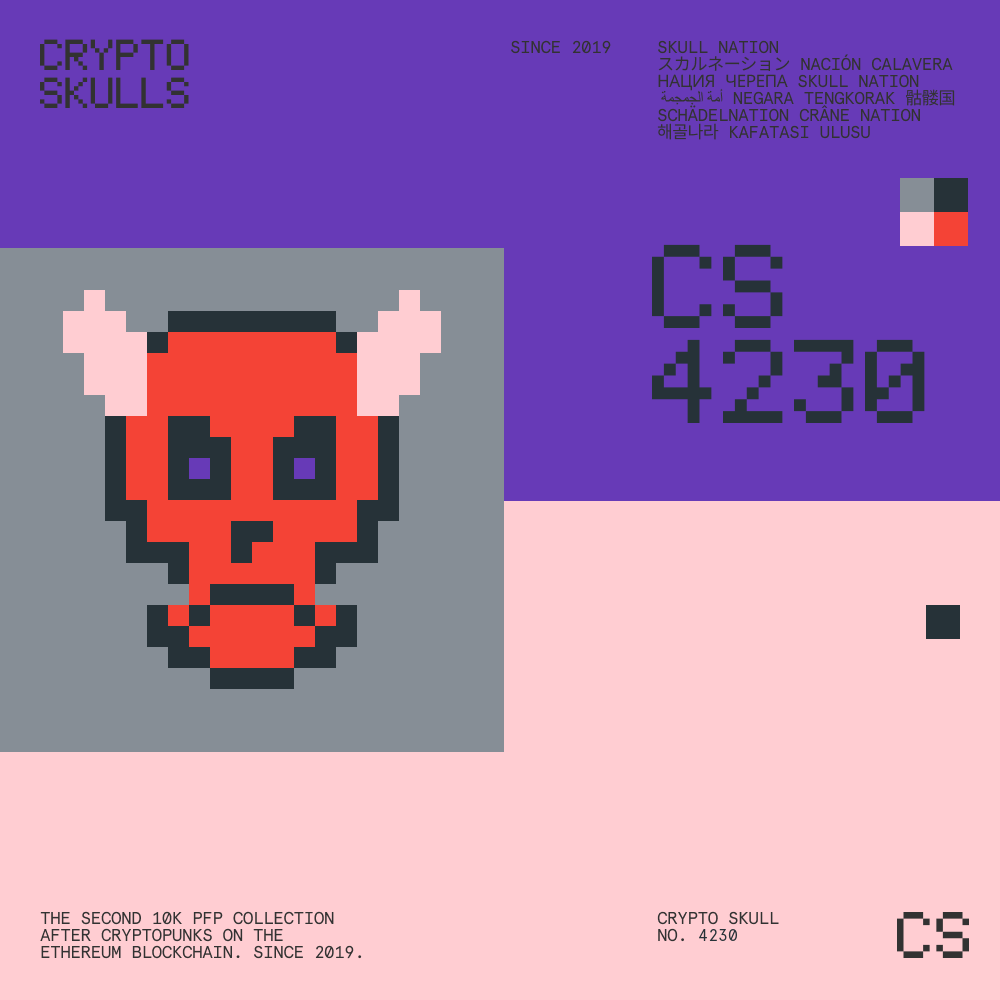 CRYPTO
SKULLS
SINCE 2019
SKULL NATION
スカルネーション NACIÓN CALAVERA
НАЦИЯ ЧЕРЕПА SKULL NATION
أمة الجمجمة NEGARA TENGKORAK 骷髅国
SCHÄDELNATION CRÂNE NATION
해골나라 KAFATASI ULUSU
CS
4230
THE SECOND 10K PFP COLLECTION
AFTER CRYPTOPUNKS ON THE
ETHEREUM BLOCKCHAIN. SINCE 2019.
CRYPTO SKULL
NO. 4230
CS